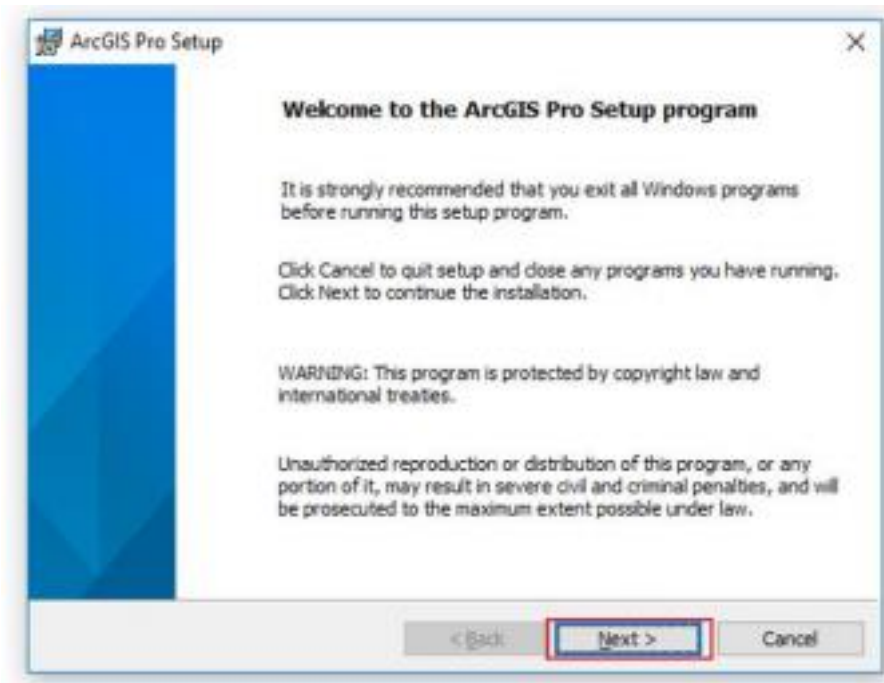 ArcGIS Pro Setup
Welcome to the ArcGIS Pro Setup program
It is strongly recommended that you exit all Windows programs
before running this setup program.
Click Cancel to quit setup and close any programs you have running.
Click Next to continue the installation.
WARNING: This program is protected by copyright law and
international treaties.
Unauthorized reproduction or distribution of this program, or any
portion of it, may result in severe civil and criminal penalties, and will
be prosecuted to the maximum extent possible under law.
< Back Next > Cancel